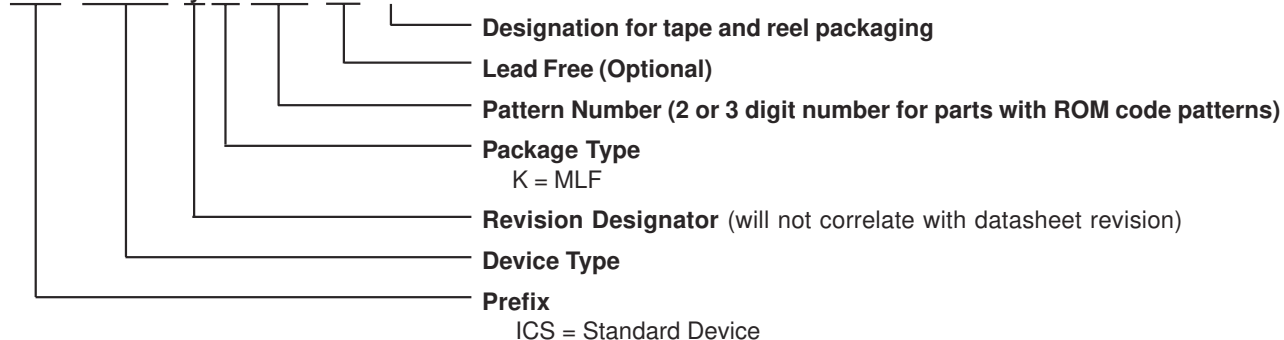 Designation for tape and reel packaging
Lead Free (Optional)
Pattern Number (2 or 3 digit number for parts with ROM code patterns)
Package Type
K = MLF
Revision Designator (will not correlate with datasheet revision)
Device Type
Prefix
ICS = Standard Device